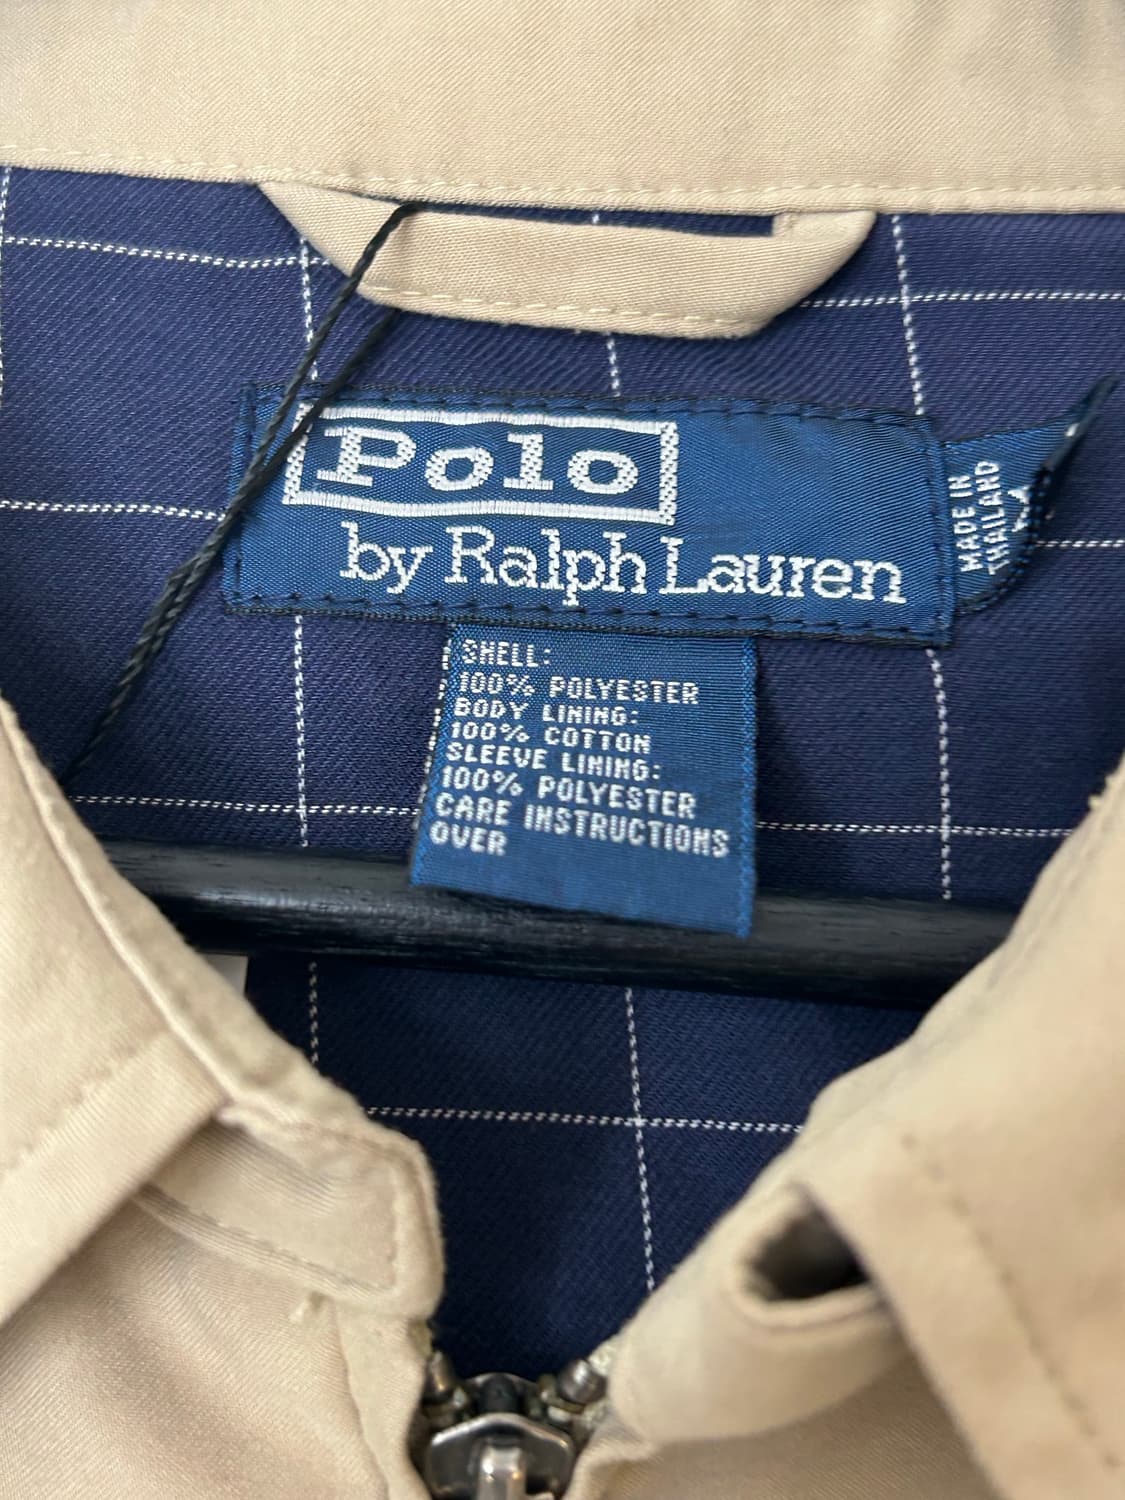 Polo
by Ralph Lauren
MADE IN
THAILAND
SHELL:
100% POLYESTER
BODY LINING:
100% COTTON
SLEEVE LINING:
100% POLYESTER
CARE INSTRUCTIONS
OVER